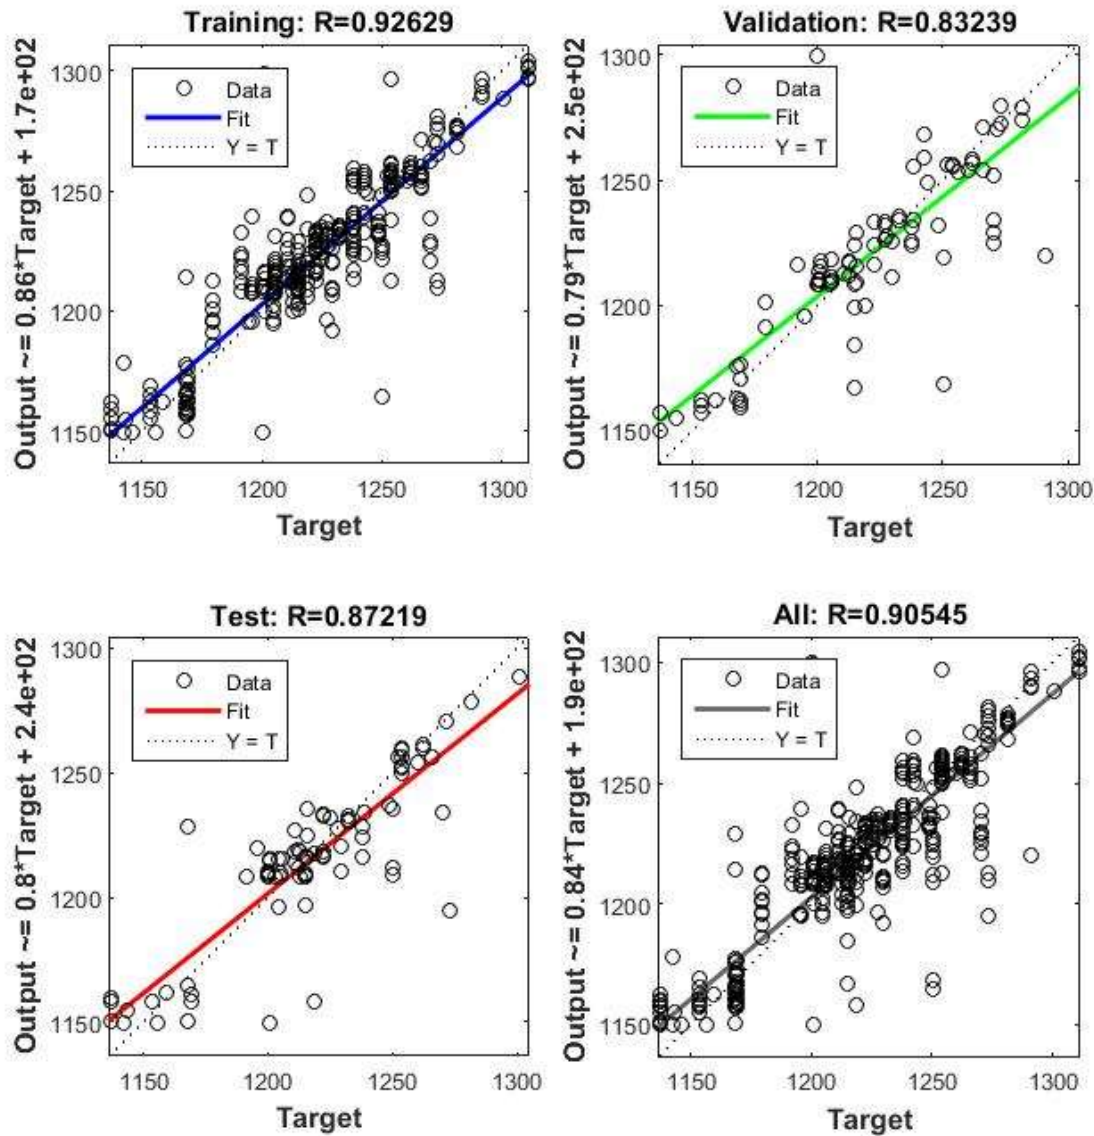 Training: R=0.92629
Output ~= 0.86*Target + 1.7e+02
1300
1250
1200
1150
Data
Fit
Y = T
1150 1200 1250 1300
Target
Validation: R=0.83239
Output ~= 0.79*Target + 2.5e+02
1300
1250
1200
1150
Data
Fit
Y = T
1150 1200 1250 1300
Target
Test: R=0.87219
Output ~= 0.8*Target + 2.4e+02
1300
1250
1200
1150
Data
Fit
Y = T
1150 1200 1250 1300
Target
All: R=0.90545
Output ~= 0.84*Target + 1.9e+02
1300
1250
1200
1150
Data
Fit
Y = T
1150 1200 1250 1300
Target